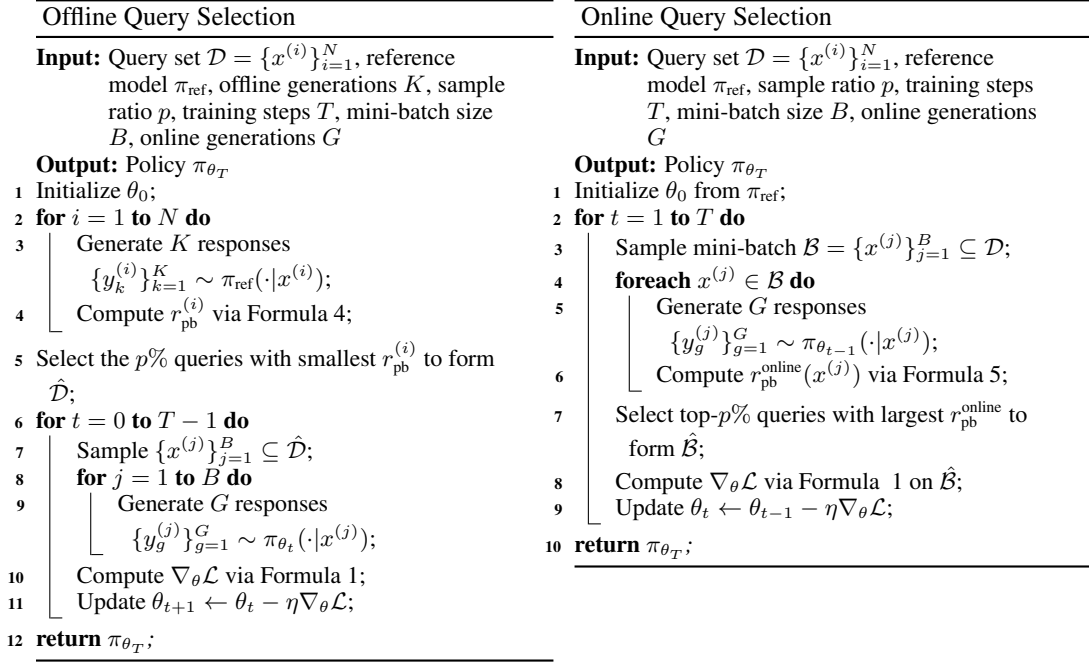 Offline Query Selection
Input: Query set 𝒟 = {x^{(i)}}_{i=1}^N, reference
model π_ref, offline generations K, sample
ratio p, training steps T, mini-batch size
B, online generations G
Output: Policy π_{θ_T}
1 Initialize θ_0;
2 for i = 1 to N do
3 Generate K responses
{y_k^{(i)}}_{k=1}^K ∼ π_ref(·|x^{(i)});
4 Compute r_pb^{(i)} via Formula 4;
5 Select the p% queries with smallest r_pb^{(i)} to form
𝒟̂;
6 for t = 0 to T − 1 do
7 Sample {x^{(j)}}_{j=1}^B ⊆ 𝒟̂;
8 for j = 1 to B do
9 Generate G responses
{y_g^{(j)}}_{g=1}^G ∼ π_{θ_t}(·|x^{(j)});
10 Compute ∇_θℒ via Formula 1;
11 Update θ_{t+1} ← θ_t − η∇_θℒ;
12 return π_{θ_T};
Online Query Selection
Input: Query set 𝒟 = {x^{(i)}}_{i=1}^N, reference
model π_ref, sample ratio p, training steps
T, mini-batch size B, online generations
G
Output: Policy π_{θ_T}
1 Initialize θ_0 from π_ref;
2 for t = 1 to T do
3 Sample mini-batch ℬ = {x^{(j)}}_{j=1}^B ⊆ 𝒟;
4 foreach x^{(j)} ∈ ℬ do
5 Generate G responses
{y_g^{(j)}}_{g=1}^G ∼ π_{θ_{t−1}}(·|x^{(j)});
6 Compute r_pb^{online}(x^{(j)}) via Formula 5;
7 Select top-p% queries with largest r_pb^{online} to
form ℬ̂;
8 Compute ∇_θℒ via Formula 1 on ℬ̂;
9 Update θ_t ← θ_{t−1} − η∇_θℒ;
10 return π_{θ_T};